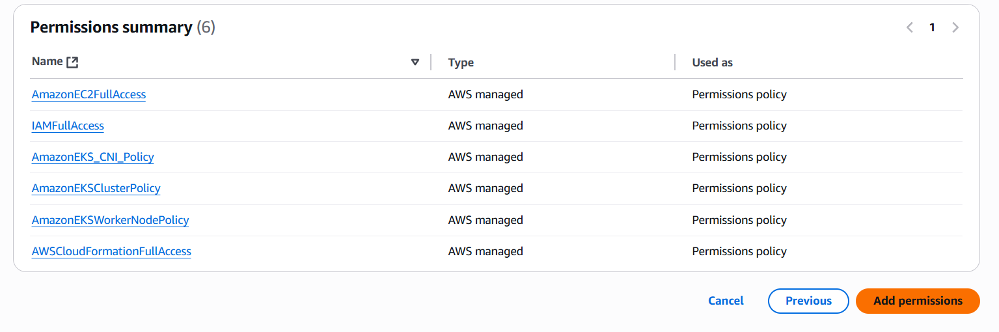 Permissions summary (6)
1
Name Type Used as
AmazonEC2FullAccess AWS managed Permissions policy
IAMFullAccess AWS managed Permissions policy
AmazonEKS_CNI_Policy AWS managed Permissions policy
AmazonEKSClusterPolicy AWS managed Permissions policy
AmazonEKSWorkerNodePolicy AWS managed Permissions policy
AWSCloudFormationFullAccess AWS managed Permissions policy
Cancel Previous Add permissions